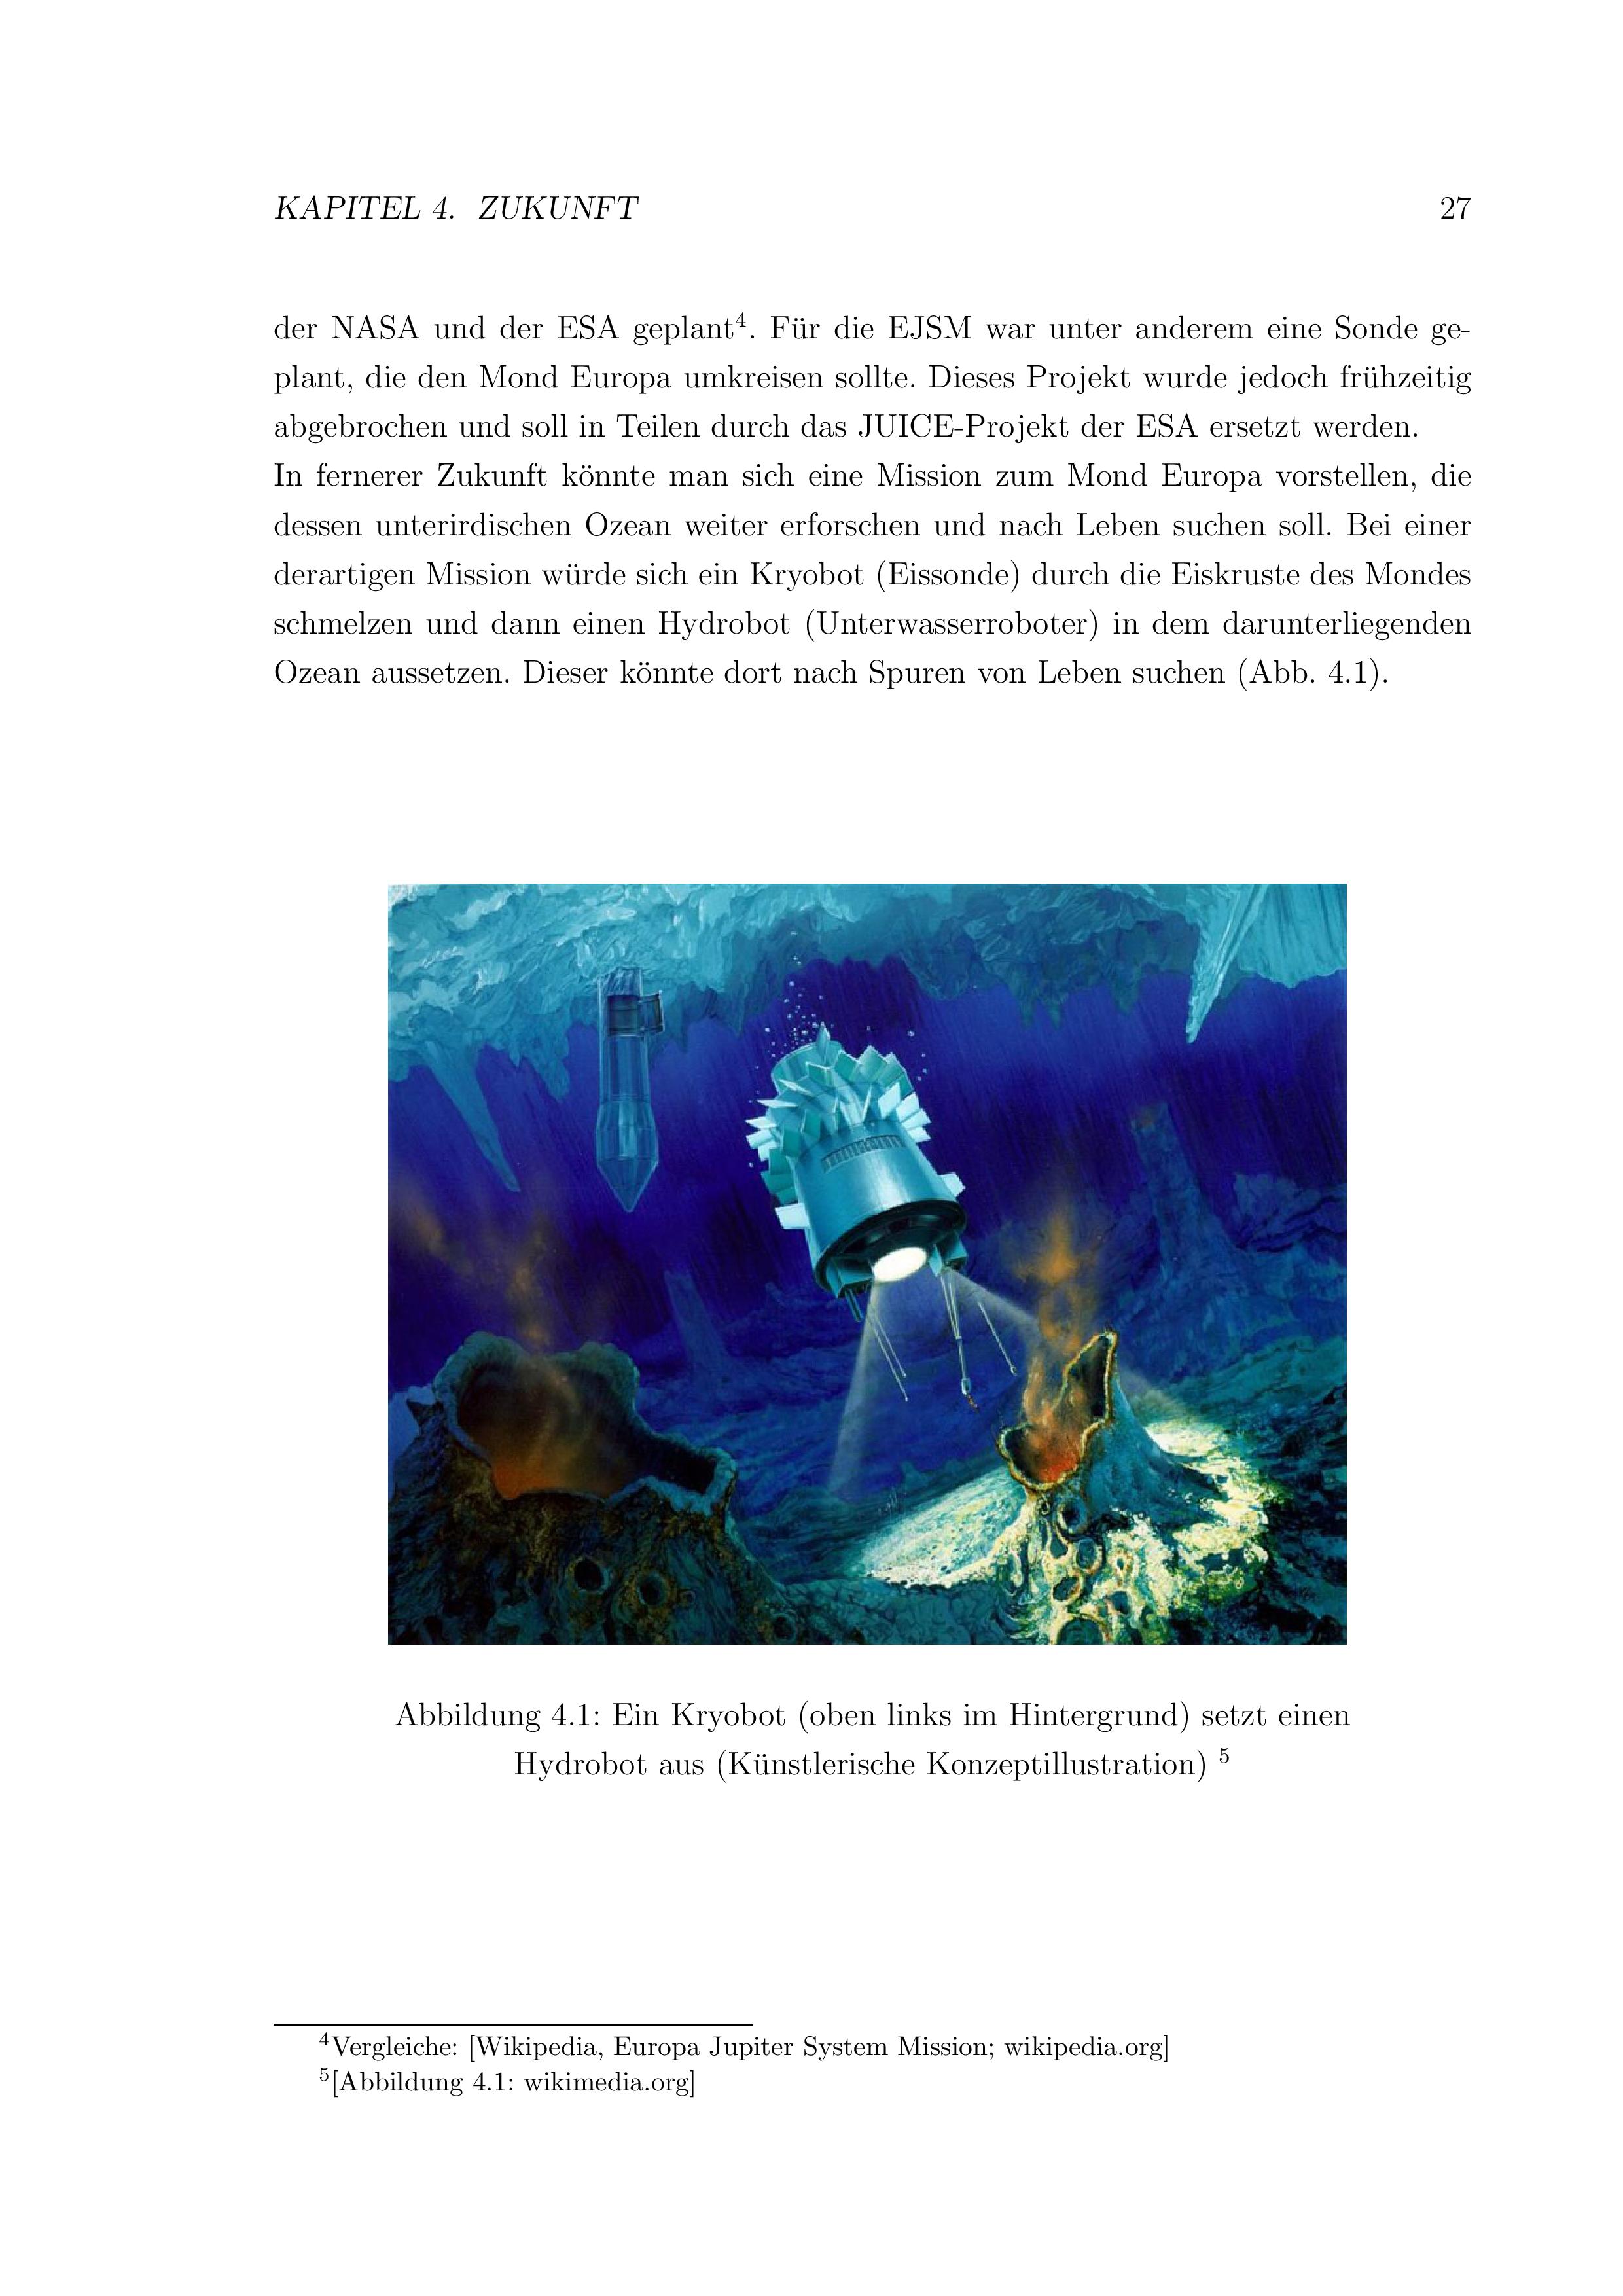 KAPITEL 4. ZUKUNFT 27
der NASA und der ESA geplant⁴. Für die EJSM war unter anderem eine Sonde ge-
plant, die den Mond Europa umkreisen sollte. Dieses Projekt wurde jedoch frühzeitig
abgebrochen und soll in Teilen durch das JUICE-Projekt der ESA ersetzt werden.
In fernerer Zukunft könnte man sich eine Mission zum Mond Europa vorstellen, die
dessen unterirdischen Ozean weiter erforschen und nach Leben suchen soll. Bei einer
derartigen Mission würde sich ein Kryobot (Eissonde) durch die Eiskruste des Mondes
schmelzen und dann einen Hydrobot (Unterwasserroboter) in dem darunterliegenden
Ozean aussetzen. Dieser könnte dort nach Spuren von Leben suchen (Abb. 4.1).
Abbildung 4.1: Ein Kryobot (oben links im Hintergrund) setzt einen
Hydrobot aus (Künstlerische Konzeptillustration) ⁵
⁴Vergleiche: [Wikipedia, Europa Jupiter System Mission; wikipedia.org]
⁵[Abbildung 4.1: wikimedia.org]